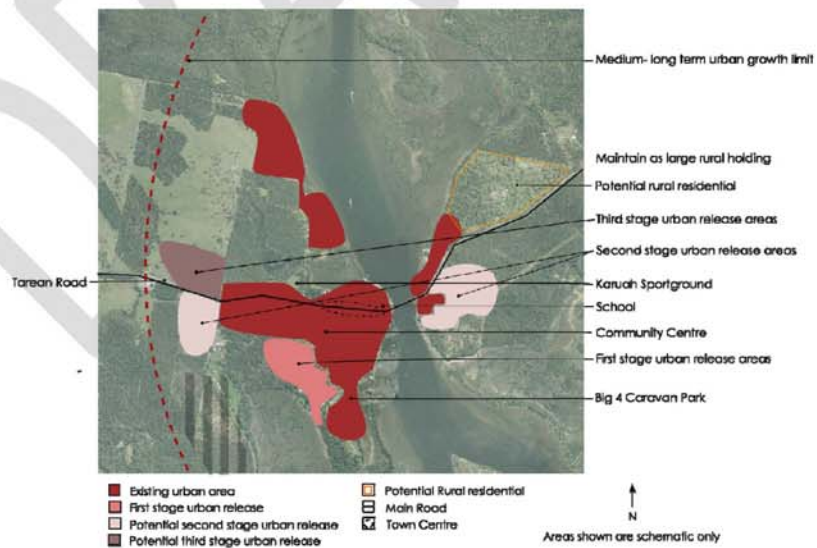 Medium- long term urban growth limit
Maintain as large rural holding
Potential rural residential
Third stage urban release areas
Second stage urban release areas
Tarean Road
Karuah Sportground
School
Community Centre
First stage urban release areas
Big 4 Caravan Park
Existing urban area
First stage urban release
Potential second stage urban release
Potential third stage urban release
Potential Rural residential
Main Road
Town Centre
N
Areas shown are schematic only